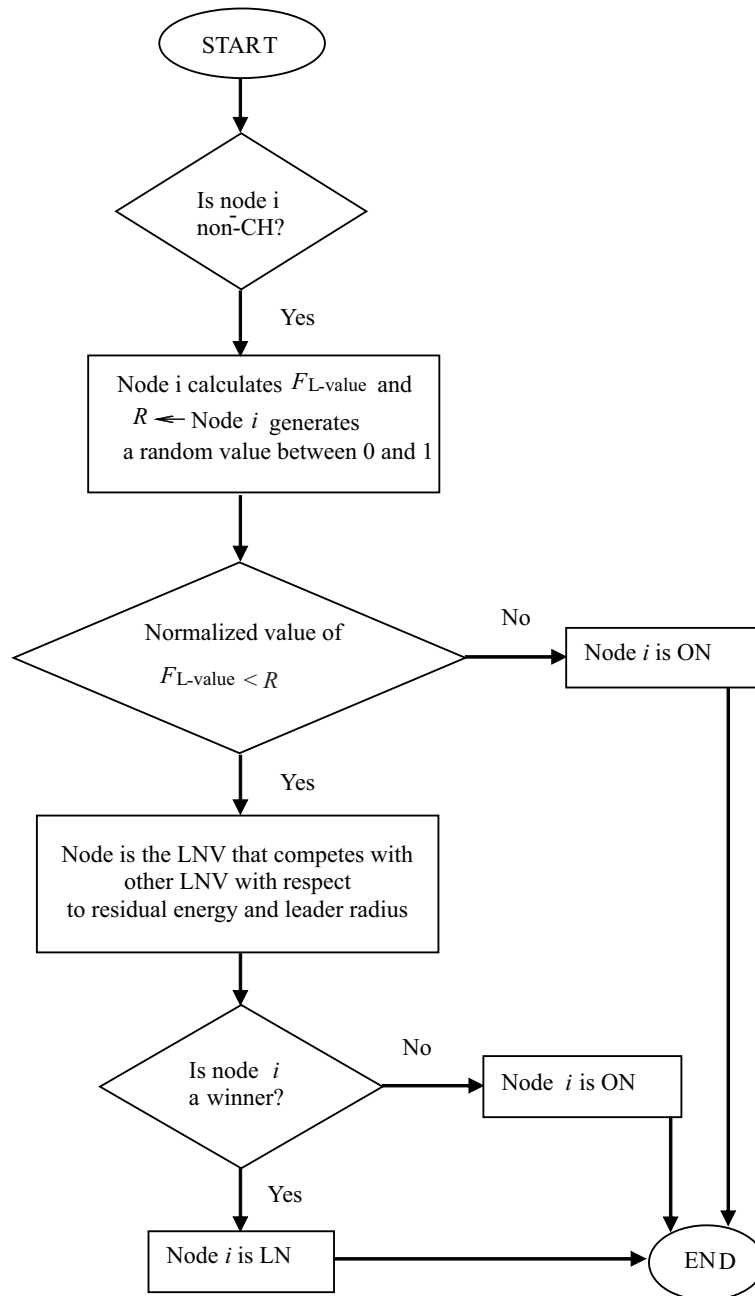 START
Is node i
non-CH?
Yes
Node i calculates F L-value and
R ← Node i generates
a random value between 0 and 1
Normalized value of
F L-value < R
No
Node i is ON
Yes
Node is the LNV that competes with
other LNV with respect
to residual energy and leader radius
Is node i
a winner?
No
Node i is ON
Yes
Node i is LN
END